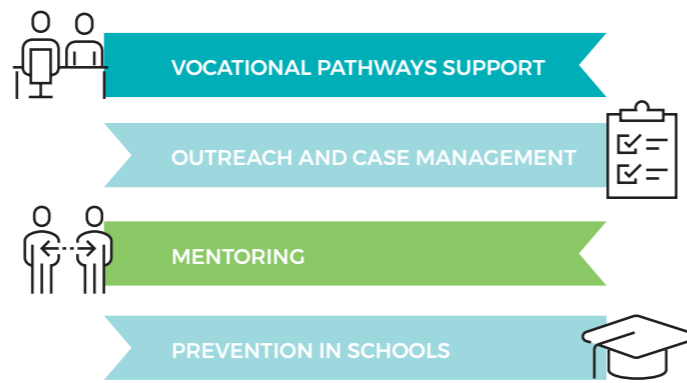 VOCATIONAL PATHWAYS SUPPORT
OUTREACH AND CASE MANAGEMENT
MENTORING
PREVENTION IN SCHOOLS